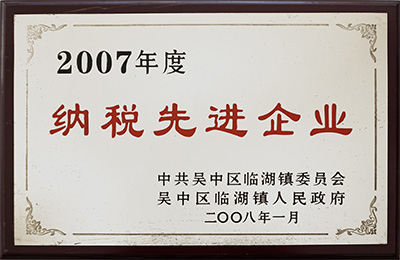 2007年度
纳税先进企业
中共吴中区临湖镇委员会
吴中区临湖镇人民政府
二〇〇八年一月